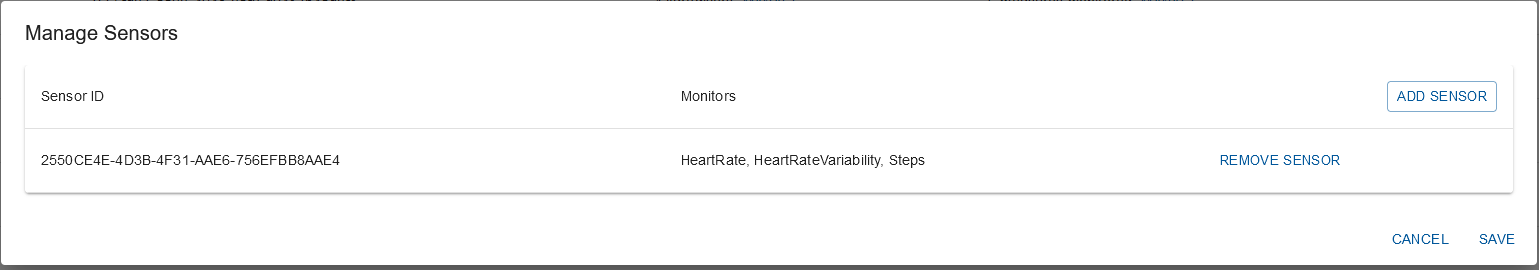 Manage Sensors
Sensor ID Monitors ADD SENSOR
2550CE4E-4D3B-4F31-AAE6-756EFBB8AAE4 HeartRate, HeartRateVariability, Steps REMOVE SENSOR
CANCEL SAVE